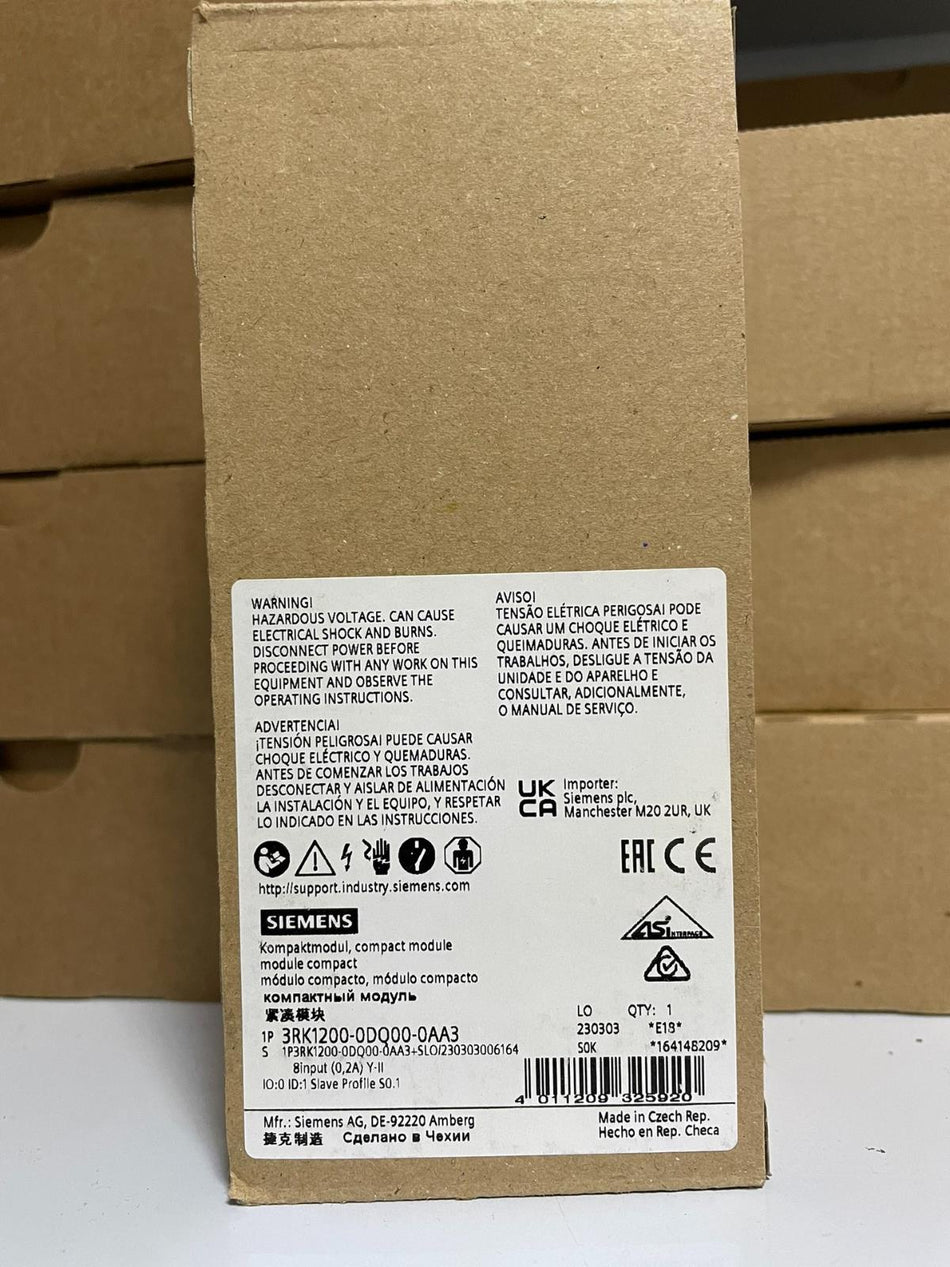 WARNING!
HAZARDOUS VOLTAGE. CAN CAUSE
ELECTRICAL SHOCK AND BURNS.
DISCONNECT POWER BEFORE
PROCEEDING WITH ANY WORK ON THIS
EQUIPMENT AND OBSERVE THE
OPERATING INSTRUCTIONS.
ADVERTENCIA!
¡TENSIÓN PELIGROSA! PUEDE CAUSAR
CHOQUE ELÉCTRICO Y QUEMADURAS.
ANTES DE COMENZAR LOS TRABAJOS
DESCONECTAR Y AISLAR DE ALIMENTACIÓN
LA INSTALACIÓN Y EL EQUIPO, Y RESPETAR
LO INDICADO EN LAS INSTRUCCIONES.
AVISO!
TENSÃO ELÉTRICA PERIGOSA! PODE
CAUSAR UM CHOQUE ELÉTRICO E
QUEIMADURAS. ANTES DE INICIAR OS
TRABALHOS, DESLIGUE A TENSÃO DA
UNIDADE E DO APARELHO E
CONSULTAR, ADICIONALMENTE,
O MANUAL DE SERVIÇO.
UK
CA
Importer:
Siemens plc,
Manchester M20 2UR, UK
EAC CE
http://support.industry.siemens.com
SIEMENS
ASi INTERFACE
Kompaktmodul, compact module
module compact
módulo compacto, módulo compacto
компактный модуль
紧凑模块
1P 3RK1200-0DQ00-0AA3
S 1P3RK1200-0DQ00-0AA3+SLO/230303006164
8input (0,2A) Y-II
IO:0 ID:1 Slave Profile S0.1
LO QTY: 1
230303 *E18*
S0K *164148209*
4 011209 325920
Mfr.: Siemens AG, DE-92220 Amberg
捷克制造 Сделано в Чехии
Made in Czech Rep.
Hecho en Rep. Checa